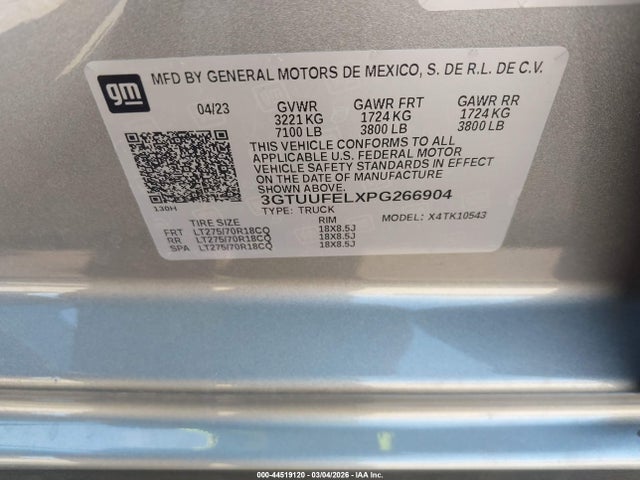 gm
MFD BY GENERAL MOTORS DE MEXICO, S. DE R.L. DE C.V.
04/23 GVWR GAWR FRT GAWR RR
3221 KG 1724 KG 1724 KG
7100 LB 3800 LB 3800 LB
THIS VEHICLE CONFORMS TO ALL
APPLICABLE U.S. FEDERAL MOTOR
VEHICLE SAFETY STANDARDS IN EFFECT
ON THE DATE OF MANUFACTURE
SHOWN ABOVE.
130H 3GTUUFELXPG266904
TYPE: TRUCK MODEL: X4TK10543
TIRE SIZE RIM
FRT LT275/70R18CQ 18X8.5J
RR LT275/70R18CQ 18X8.5J
SPA LT275/70R18CQ 18X8.5J
000-44519120 - 03/04/2026 - IAA Inc.